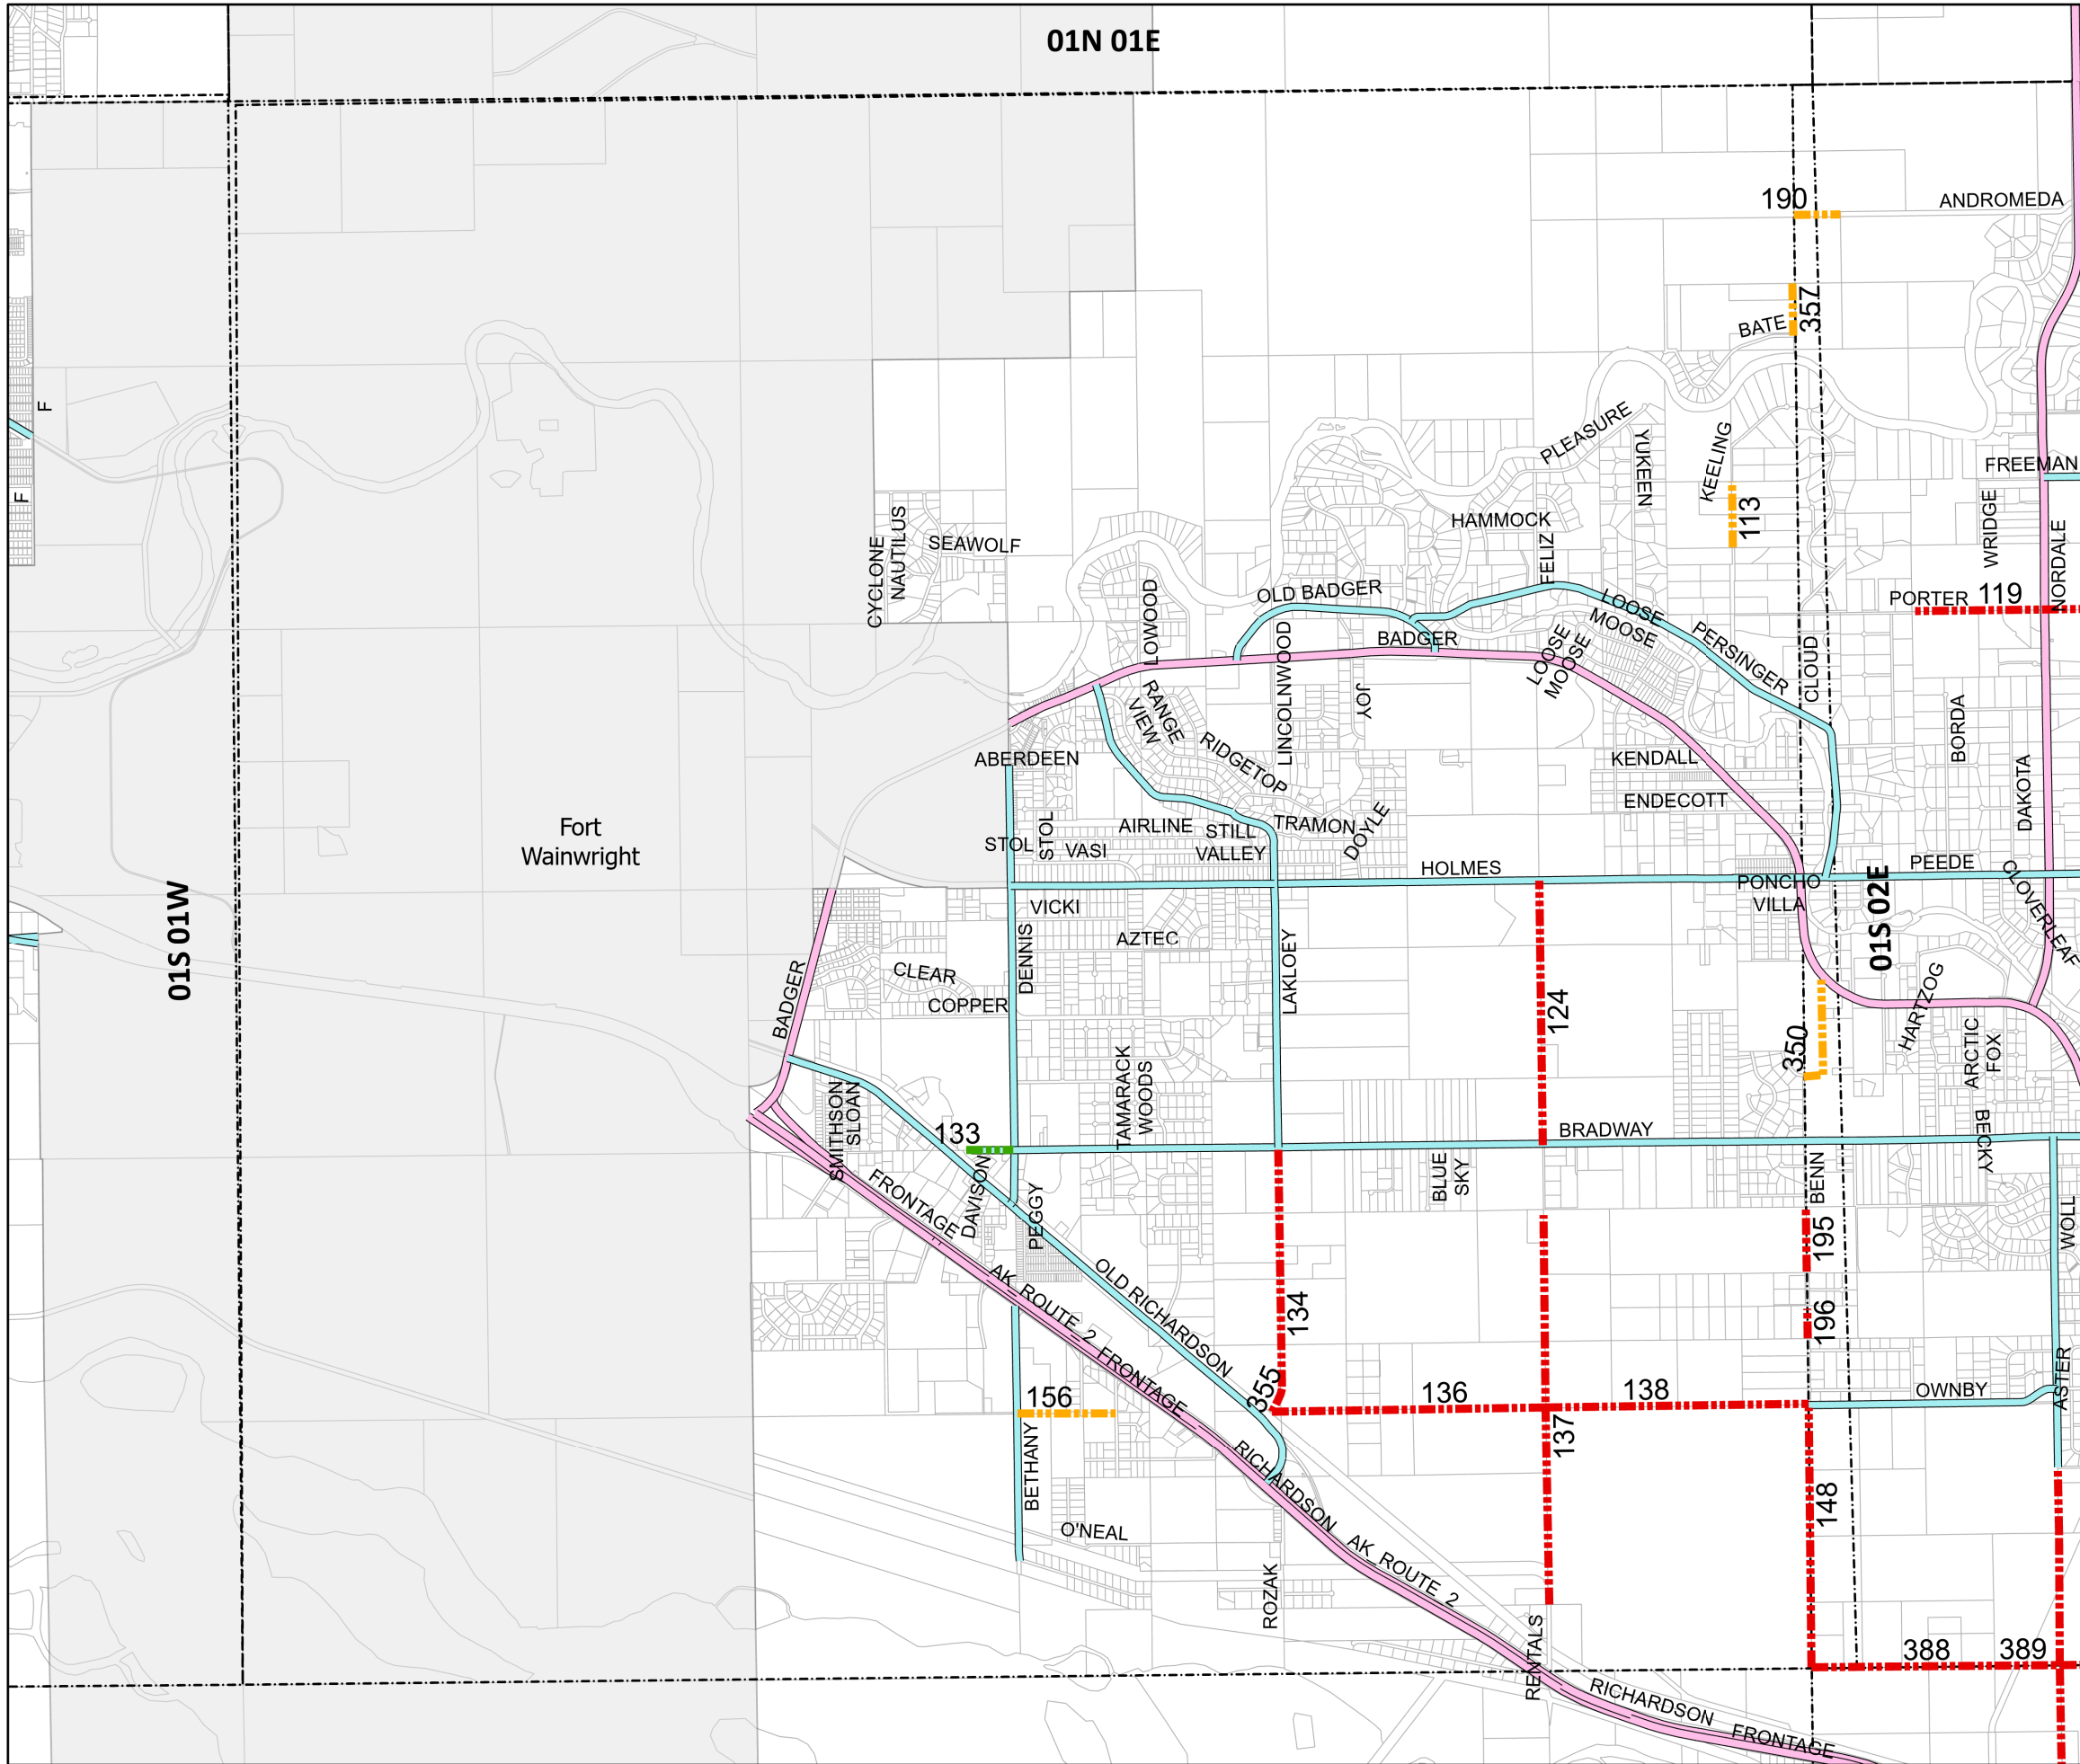 01N 01E
190
ANDROMEDA
357
BATE
F
PLEASURE
YUKEEN
KEELING
FREEMAN
F
113
HAMMOCK
WRIDGE
CYCLONE
NAUTILUS
SEAWOLF
FELIZ
NORDALE
LOWOOD
OLD BADGER
LOOSE
MOOSE
PORTER
119
BADGER
LINCOLNWOOD
LOOSE
MOOSE
PERSINGER
CLOUD
RANGE
VIEW
JOY
BORDA
ABERDEEN
RIDGETOP
KENDALL
DAKOTA
ENDECOTT
Fort
Wainwright
STOL
STOL
AIRLINE
STILL
VALLEY
TRAMON
DOYLE
VASI
HOLMES
PEEDE
PONCHO
VILLA
CLOVERLEAF
01S 01W
01S 02E
VICKI
AZTEC
DENNIS
CLEAR
COPPER
LAKLOEY
BADGER
124
HARTZOG
350
ARCTIC
FOX
TAMARACK
WOODS
SMITHSON
SLOAN
133
BRADWAY
BECKY
DAVISON
BLUE
SKY
BENN
FRONTAGE
PEGGY
195
WOLL
AK ROUTE 2
OLD RICHARDSON
134
196
FRONTAGE
355
136
138
OWNBY
ASTER
156
137
BETHANY
RICHARDSON
148
O'NEAL
AK ROUTE 2
ROZAK
RENTALS
388
389
RICHARDSON
FRONTAGE